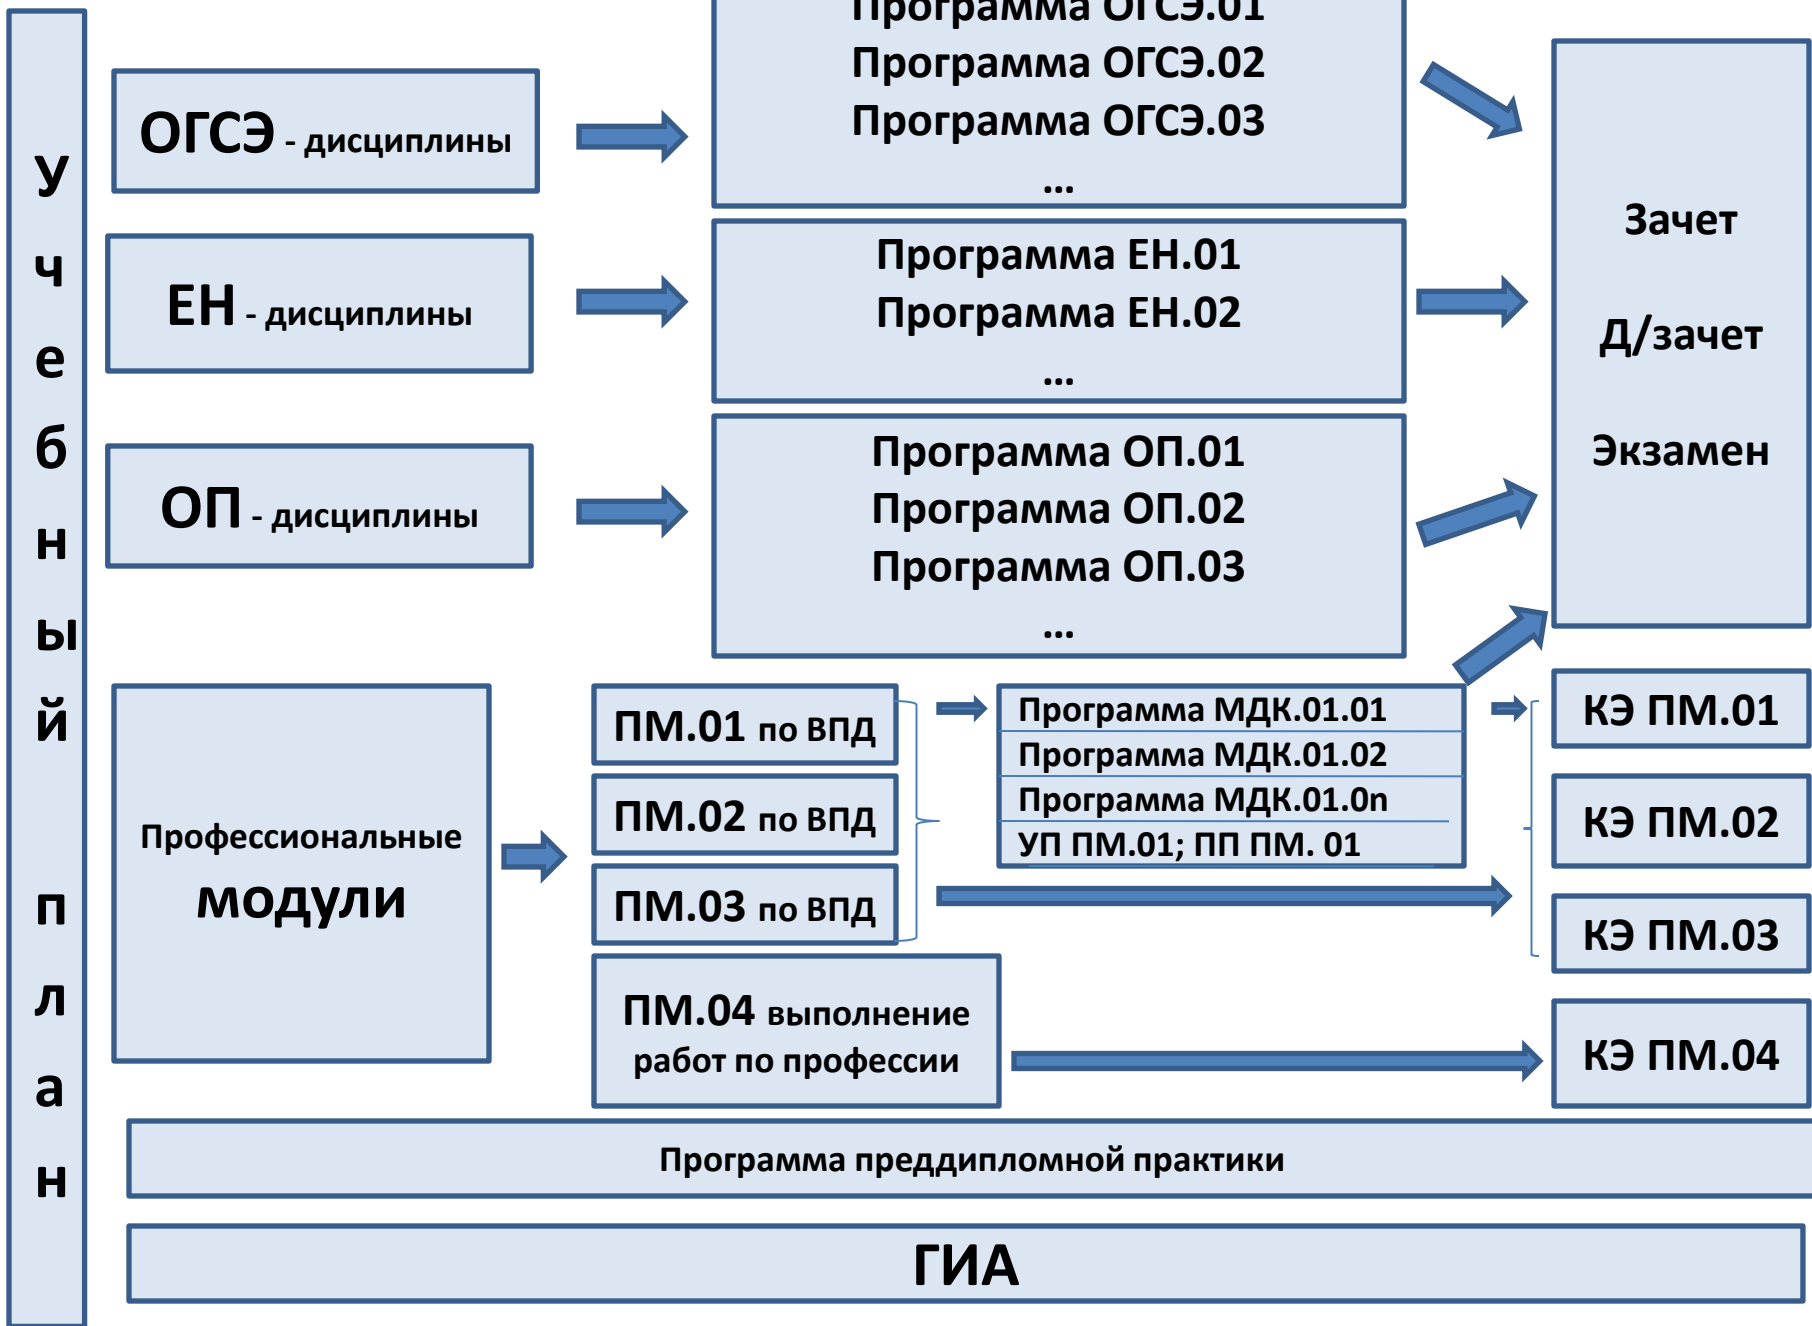 Учебный план
ОГСЭ - дисциплины
Программа ОГСЭ.01
Программа ОГСЭ.02
Программа ОГСЭ.03
...
ЕН - дисциплины
Программа ЕН.01
Программа ЕН.02
...
ОП - дисциплины
Программа ОП.01
Программа ОП.02
Программа ОП.03
...
Зачет
Д/зачет
Экзамен
Профессиональные
модули
ПМ.01 по ВПД
ПМ.02 по ВПД
ПМ.03 по ВПД
ПМ.04 выполнение
работ по профессии
Программа МДК.01.01
Программа МДК.01.02
Программа МДК.01.0n
УП ПМ.01; ПП ПМ. 01
КЭ ПМ.01
КЭ ПМ.02
КЭ ПМ.03
КЭ ПМ.04
Программа преддипломной практики
ГИА